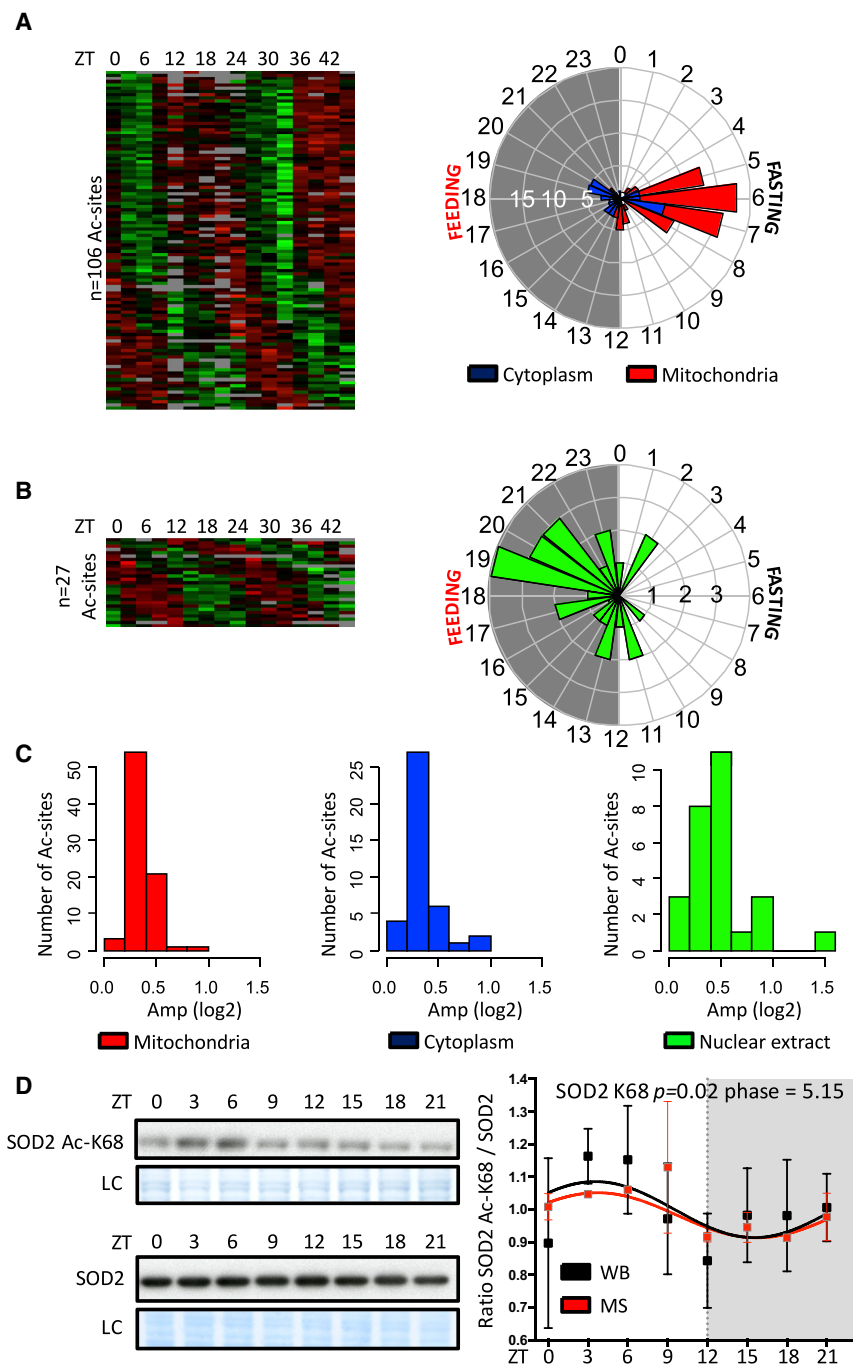 A
ZT 0 6 12 18 24 30 36 42
n=106 Ac-sites
0 1 2 3 4 5 6 7 8 9 10 11 12 13 14 15 16 17 18 19 20 21 22 23
15 10 5
FEEDING
FASTING
Cytoplasm Mitochondria
B
ZT 0 6 12 18 24 30 36 42
n=27
Ac-sites
0 1 2 3 4 5 6 7 8 9 10 11 12 13 14 15 16 17 18 19 20 21 22 23
1 2 3
FEEDING
FASTING
C
Number of Ac-sites
0 10 20 30 40 50
0.0 0.5 1.0 1.5
Amp (log2)
Mitochondria
Number of Ac-sites
0 5 10 15 20 25
0.0 0.5 1.0 1.5
Amp (log2)
Cytoplasm
Number of Ac-sites
0 2 4 6 8 10
0.0 0.5 1.0 1.5
Amp (log2)
Nuclear extract
D
ZT 0 3 6 9 12 15 18 21
SOD2 Ac-K68
LC
ZT 0 3 6 9 12 15 18 21
SOD2
LC
SOD2 K68 p=0.02 phase = 5.15
Ratio SOD2 Ac-K68 / SOD2
1.4
1.3
1.2
1.1
1.0
0.9
0.8
0.7
0.6
WB
MS
ZT 0 3 6 9 12 15 18 21